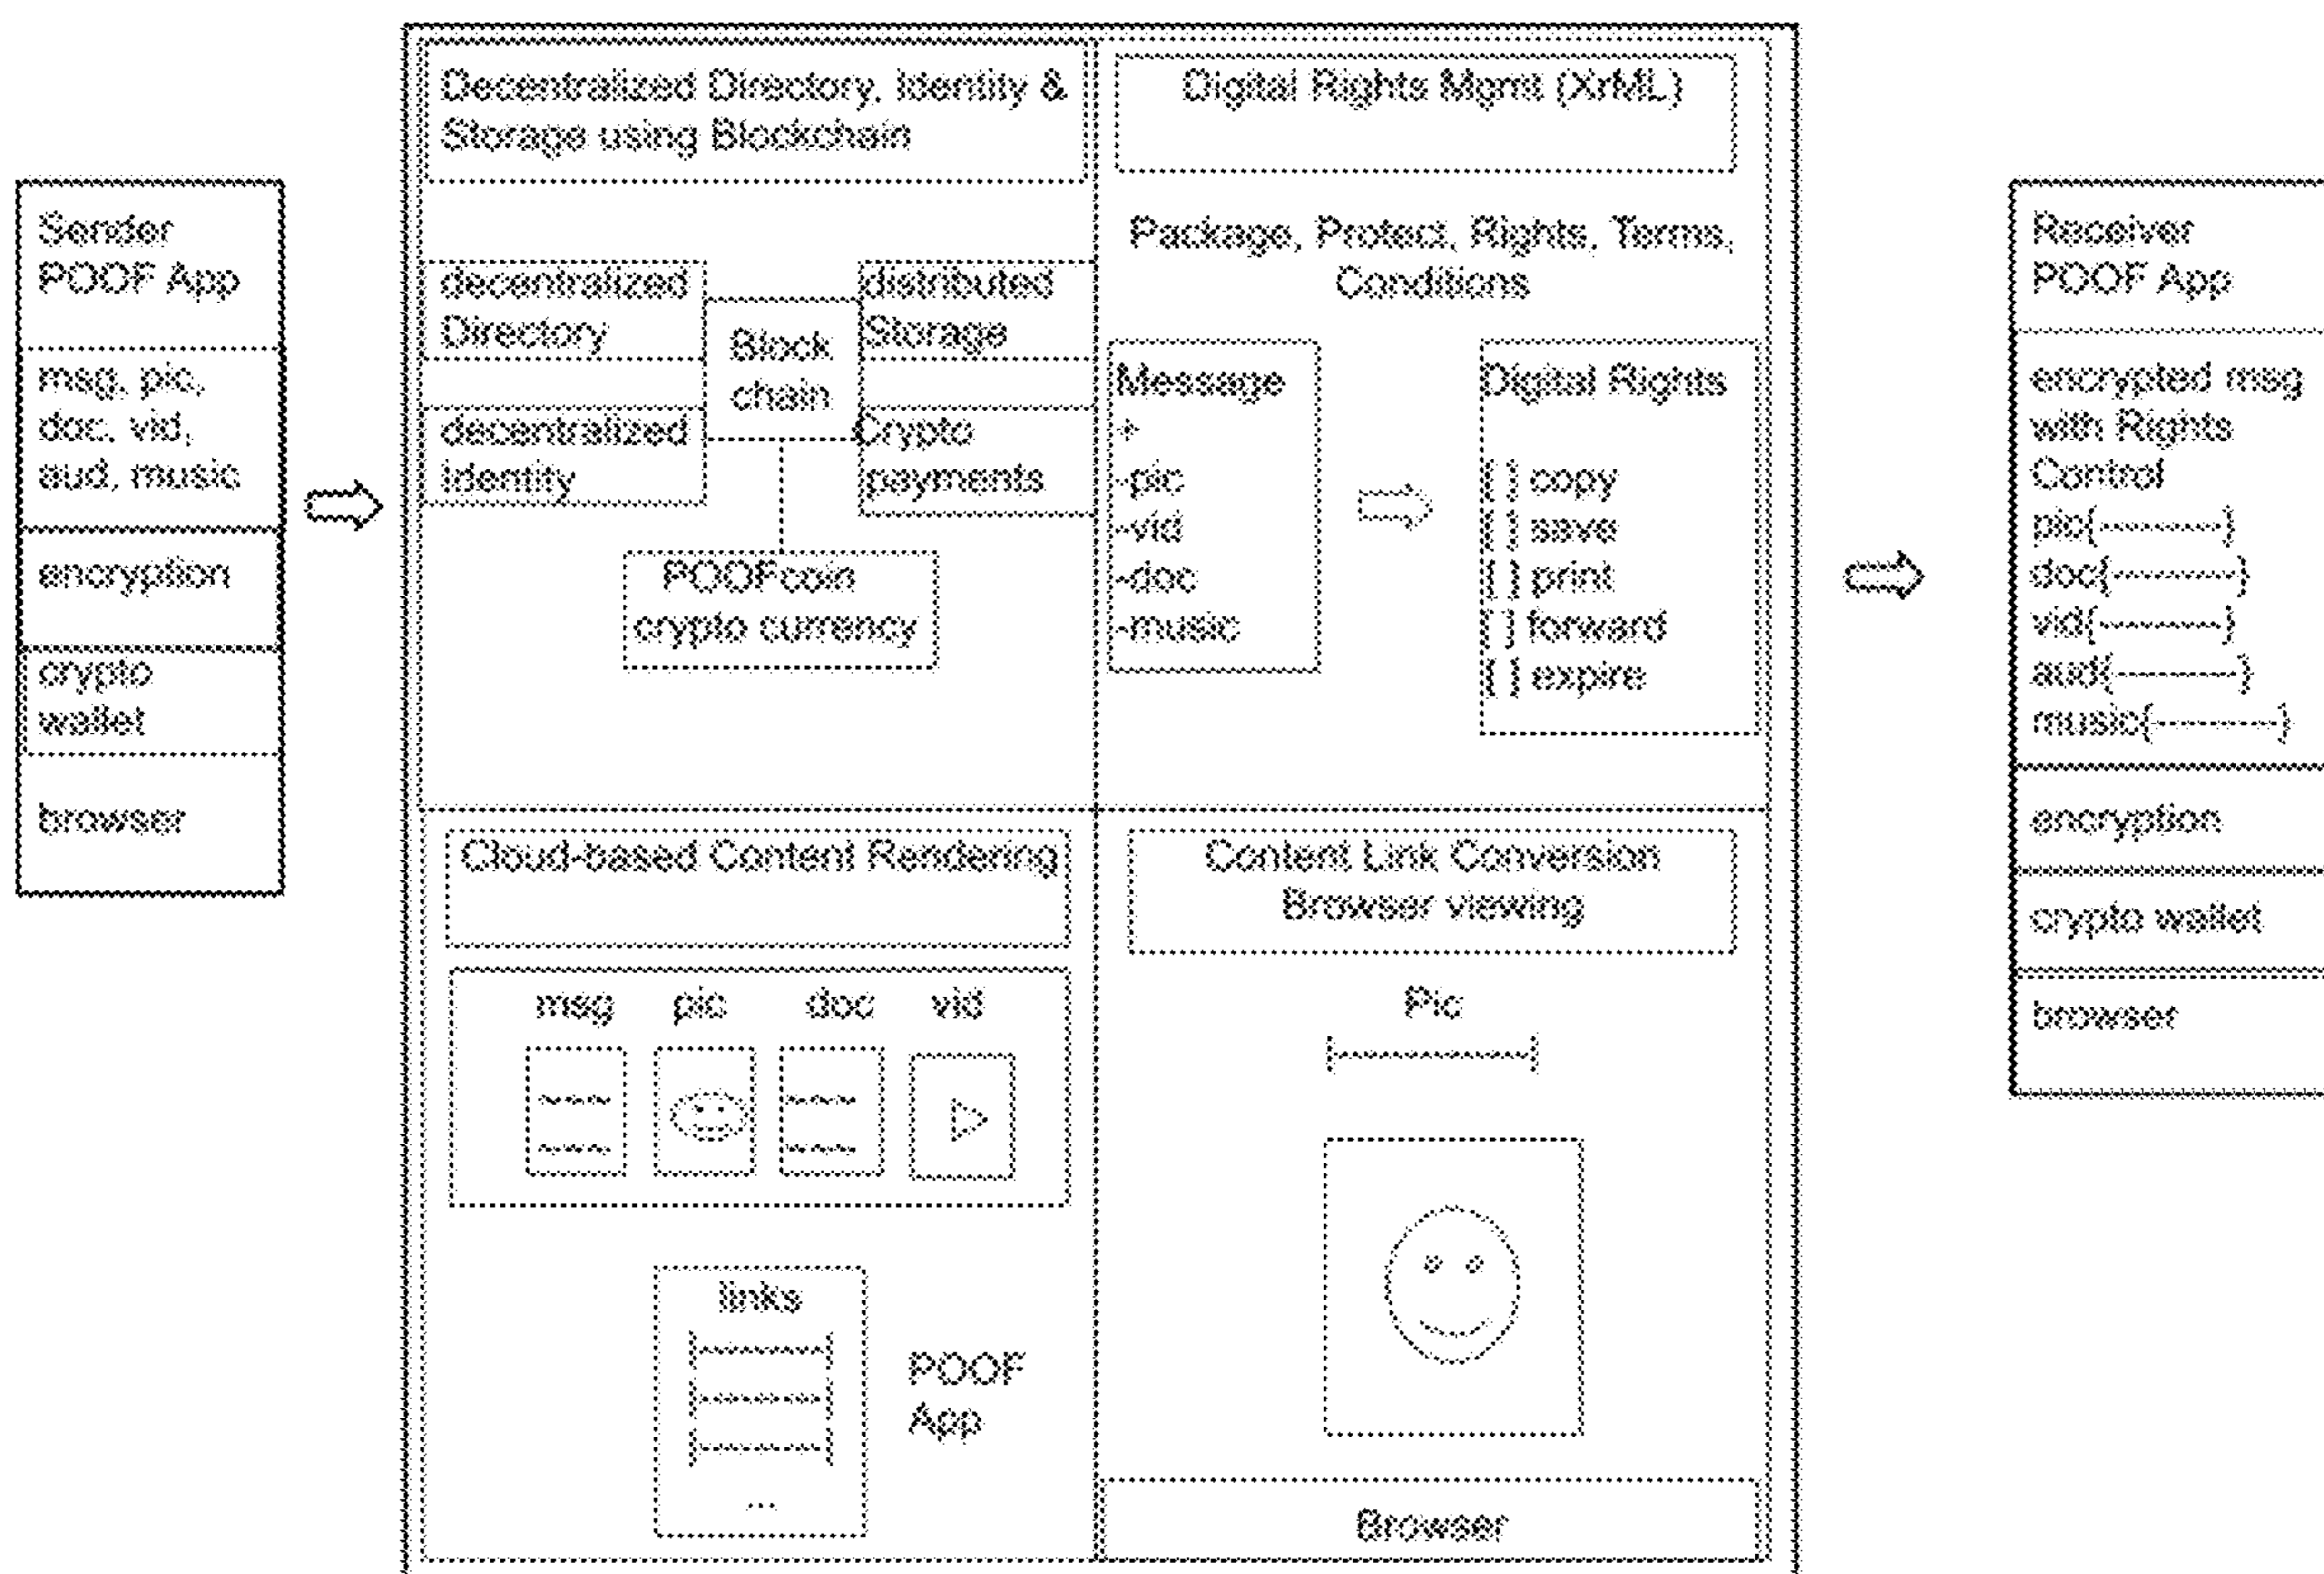 Sender
POOF App
msg, pic,
doc, vid,
aud, music
encryption
crypto
wallet
browser
Decentralized Directory, Identity &
Storage using Blockchain
decentralized
Directory
decentralized
Identity
Block
chain
distributed
Storage
Crypto
payments
POOFcoin
crypto currency
Digital Rights Mgmt (XrML)
Package, Protect, Rights, Terms,
Conditions
Message
+
-pic
-vid
-doc
-music
Digital Rights
[ ] copy
[ ] save
[ ] print
[ ] forward
[ ] expire
Cloud-based Content Rendering
msg pic doc vid
links
...
POOF
App
Content Link Conversion
Browser viewing
Pic
Browser
Receiver
POOF App
encrypted msg
with Rights
Control
pic{----------}
doc{----------}
vid{----------}
aud{----------}
music{----------}
encryption
crypto wallet
browser